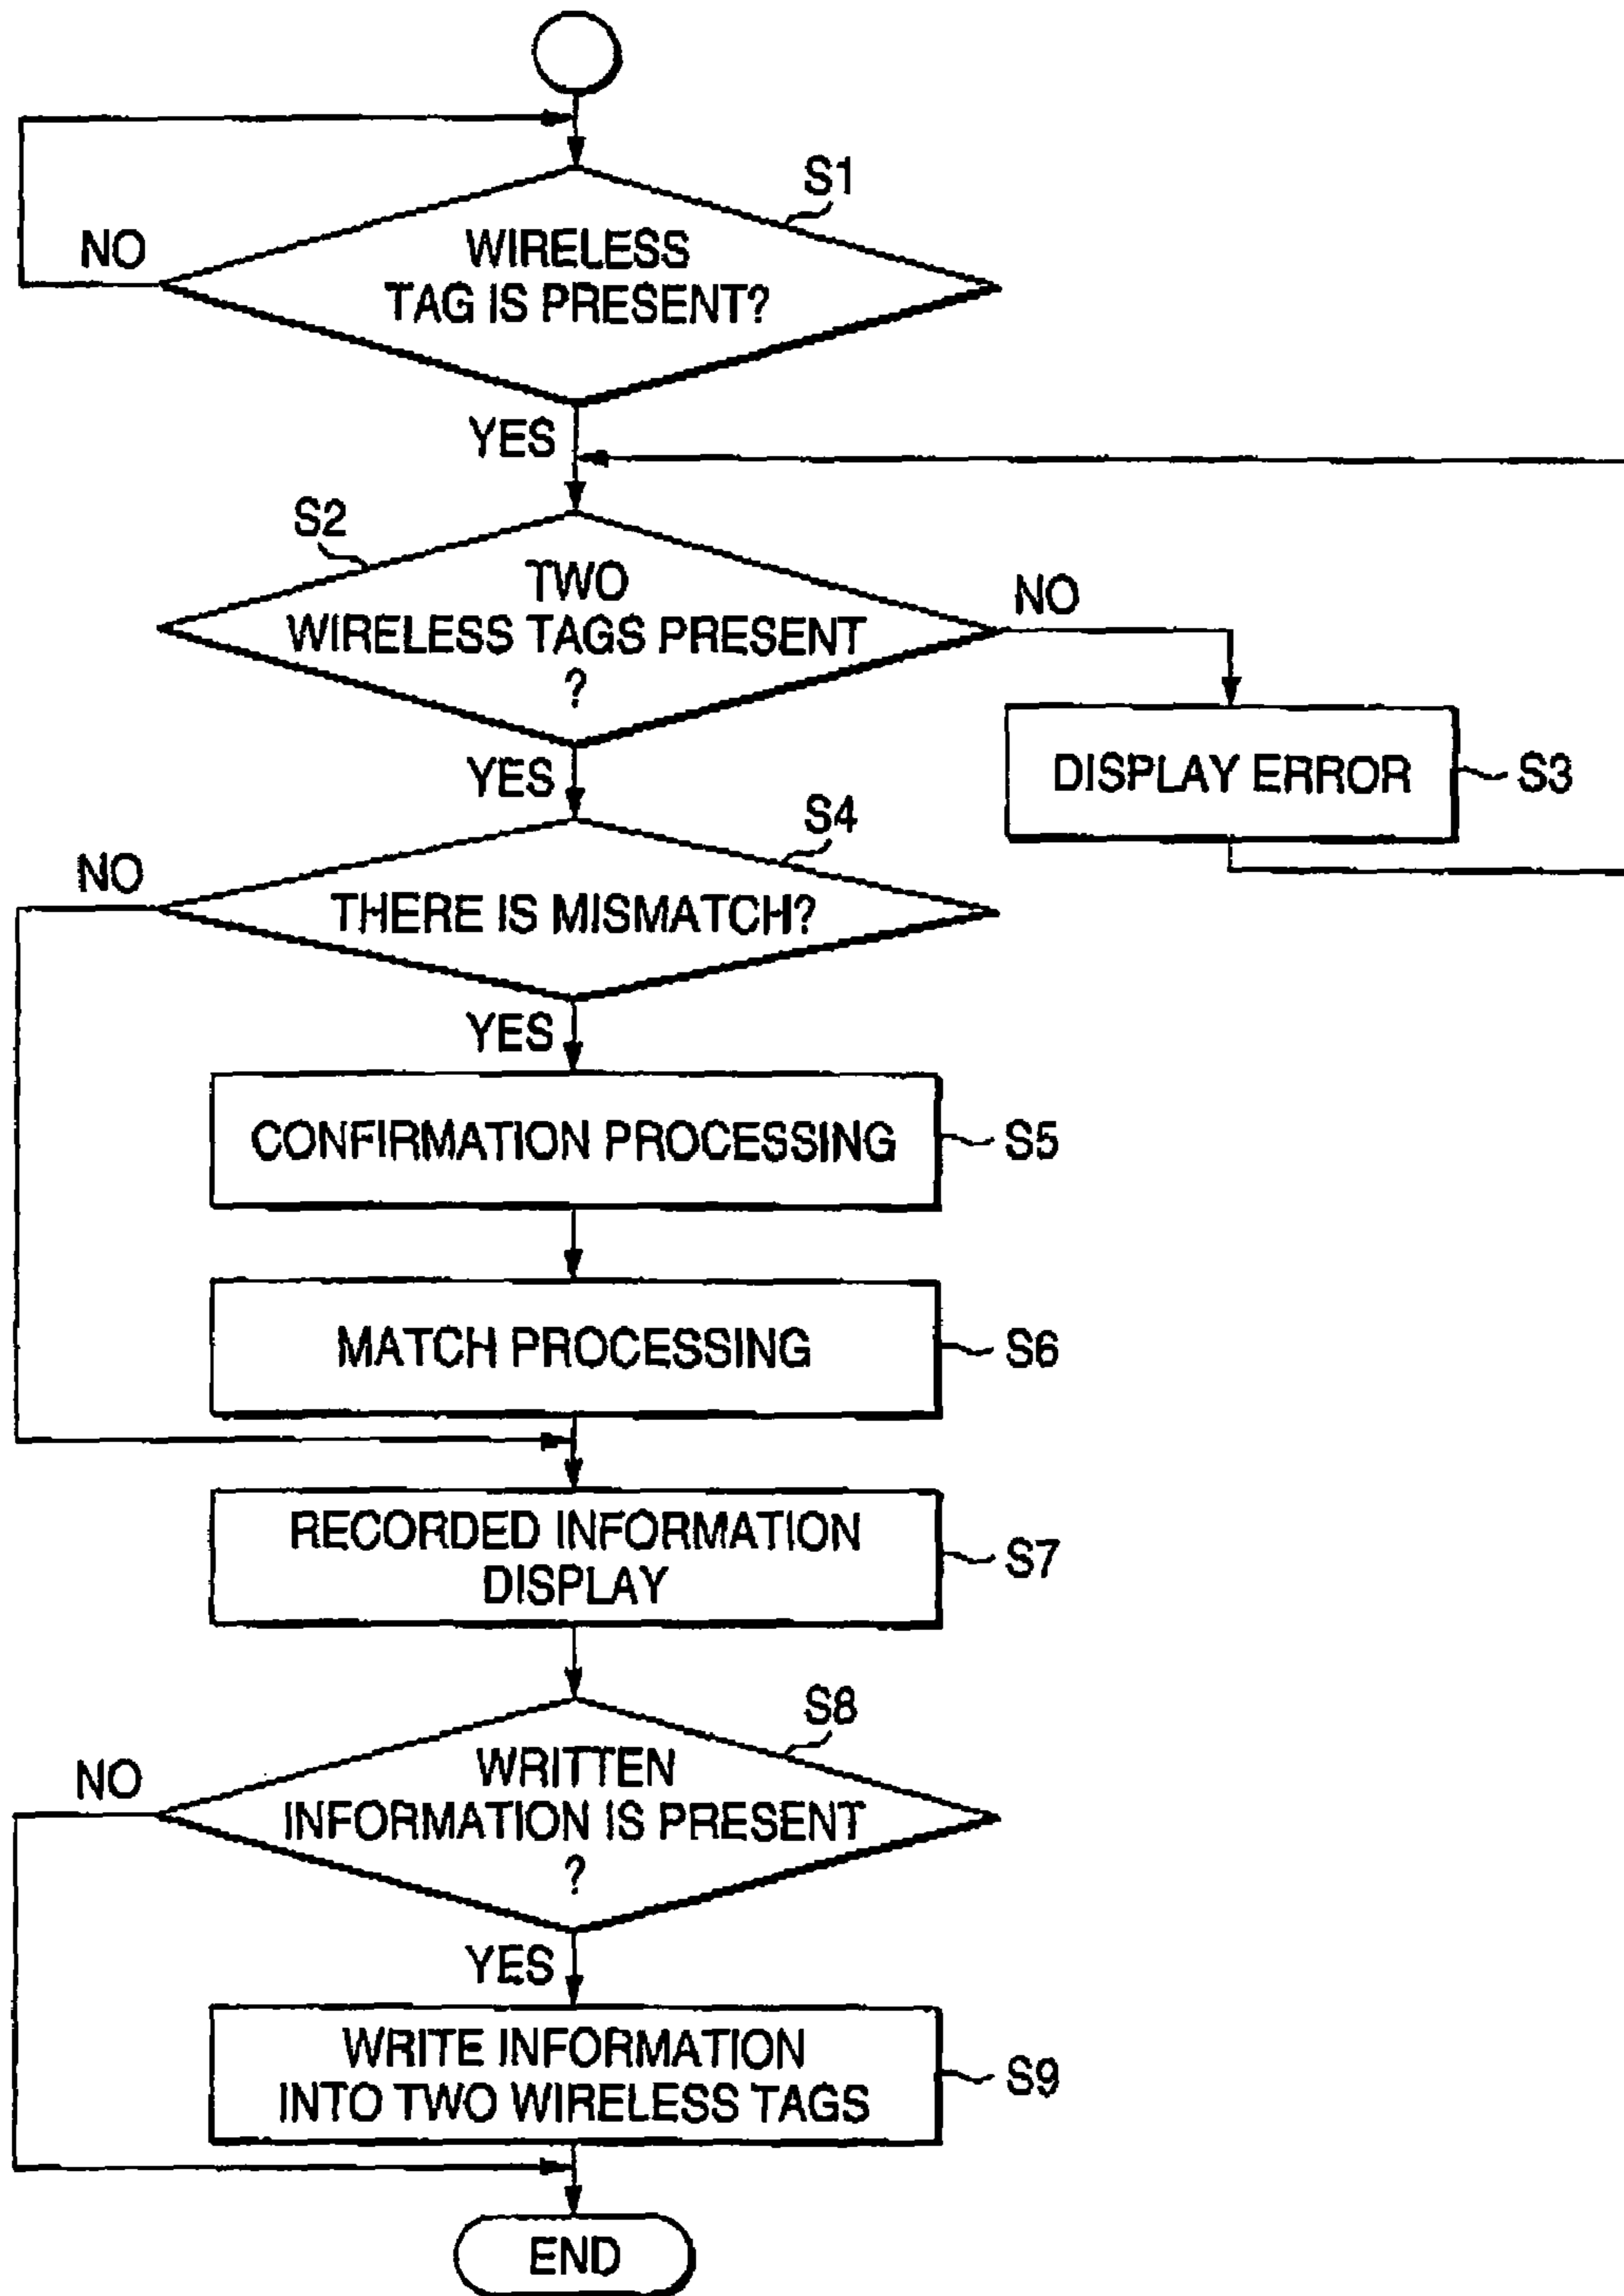 S1
WIRELESS
TAG IS PRESENT?
NO
YES
S2
TWO
WIRELESS TAGS PRESENT
?
NO
YES
DISPLAY ERROR
S3
S4
NO
THERE IS MISMATCH?
YES
CONFIRMATION PROCESSING
S5
MATCH PROCESSING
S6
RECORDED INFORMATION
DISPLAY
S7
S8
NO
WRITTEN
INFORMATION IS PRESENT
?
YES
WRITE INFORMATION
INTO TWO WIRELESS TAGS
S9
END